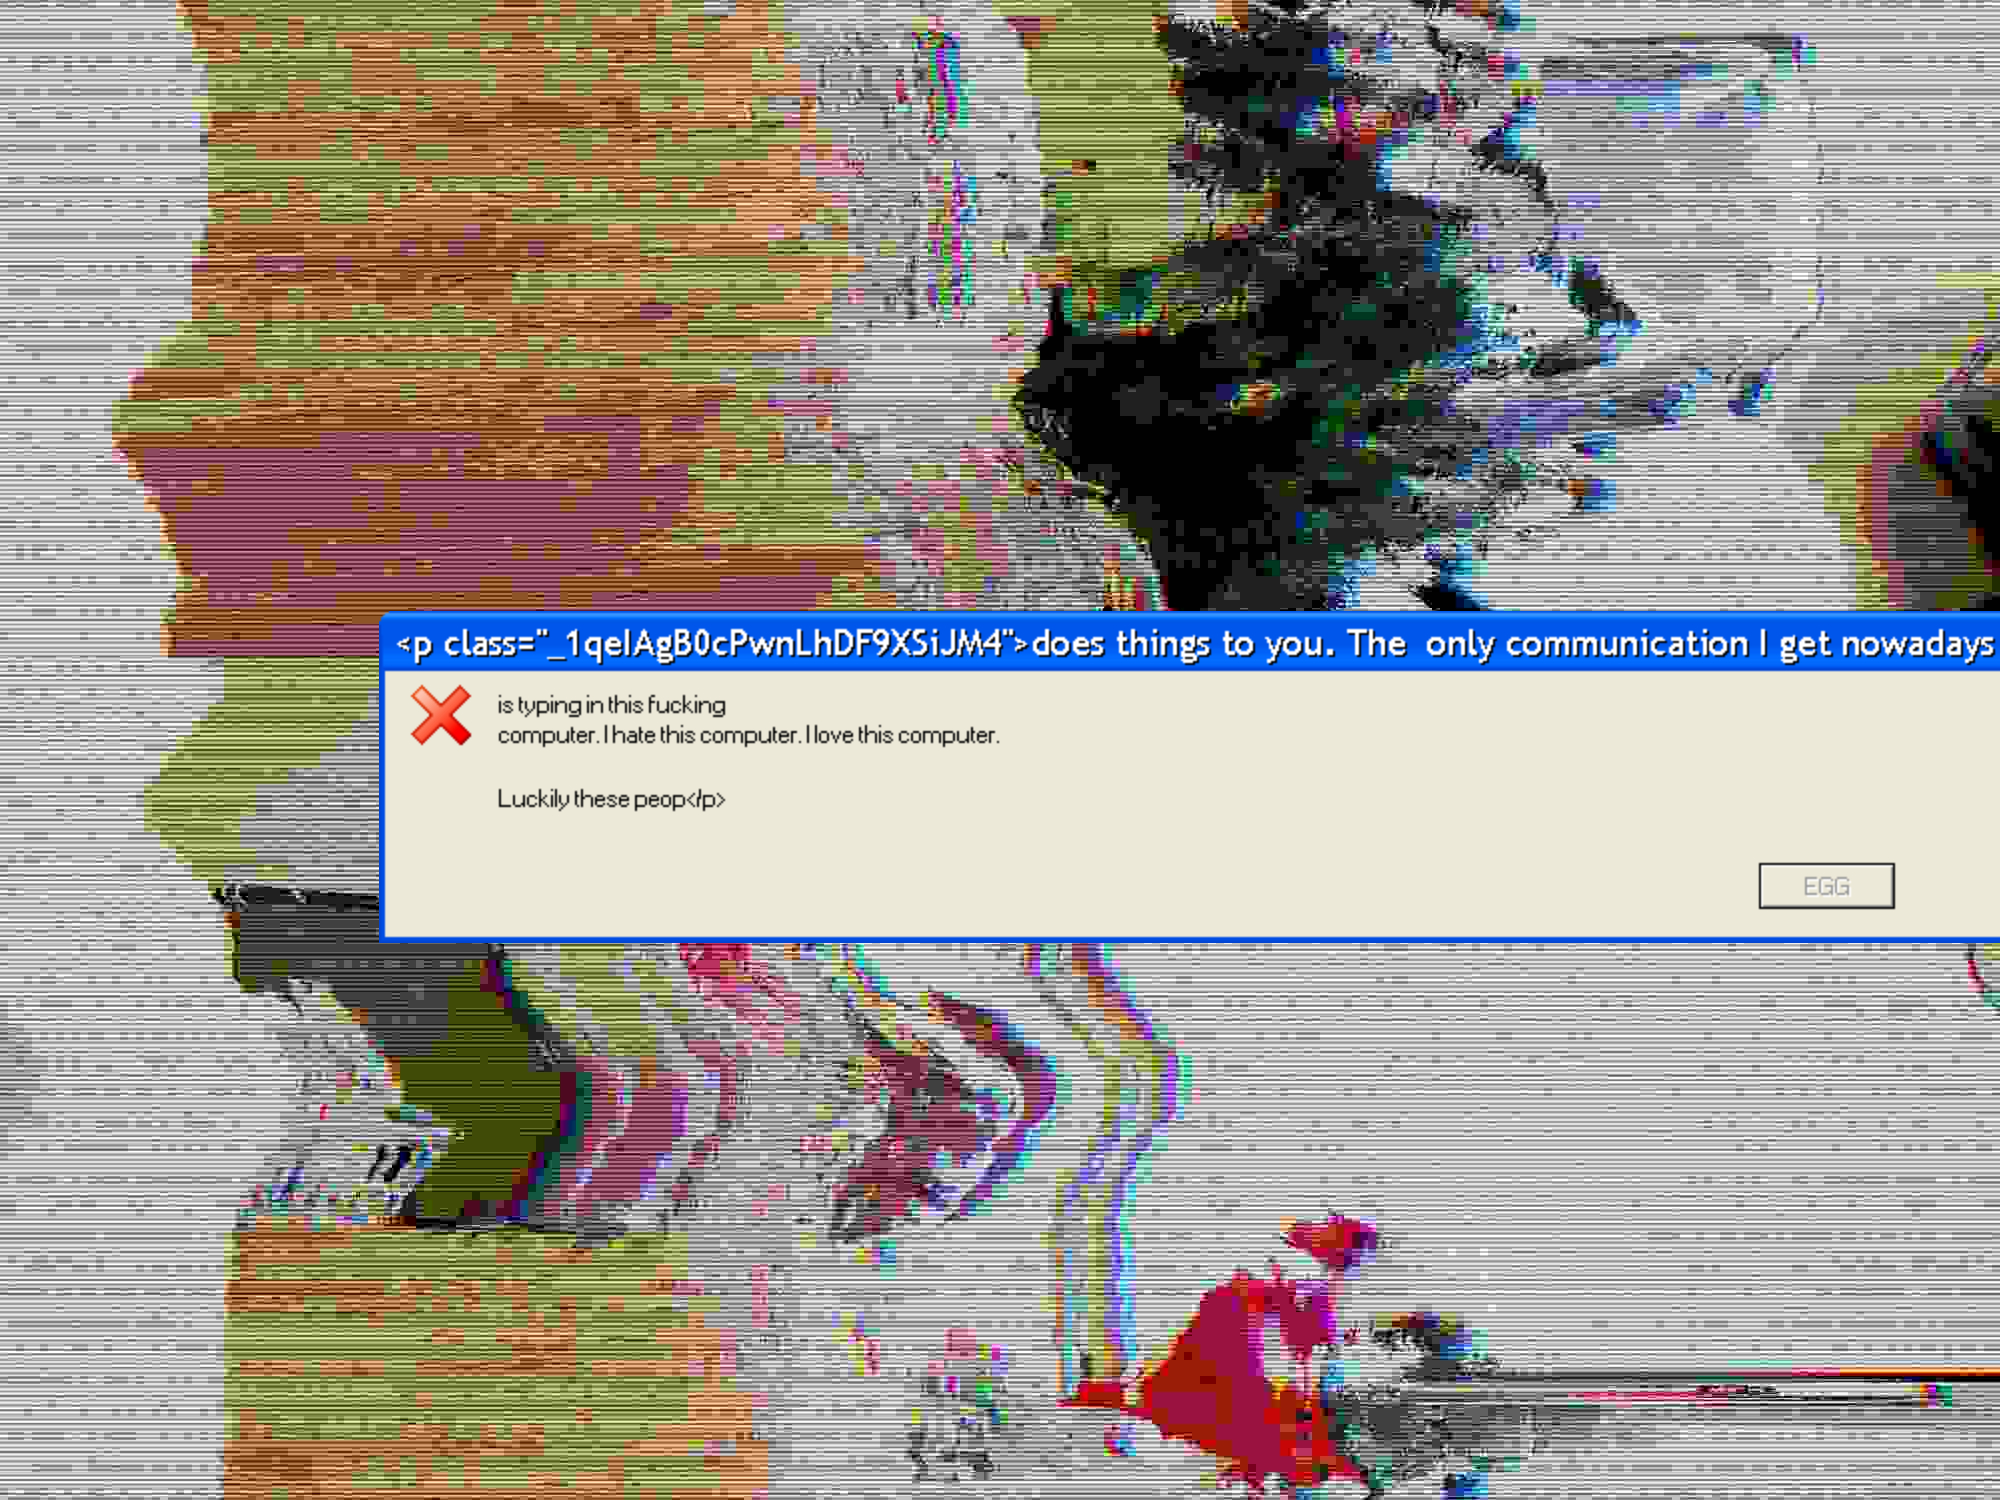 <p class="_1qeIAgB0cPwnLhDF9XSiJM4">does things to you. The  only communication I get nowadays
is typing in this fucking
computer. I hate this computer. I love this computer.
Luckily these peop</p>
EGG